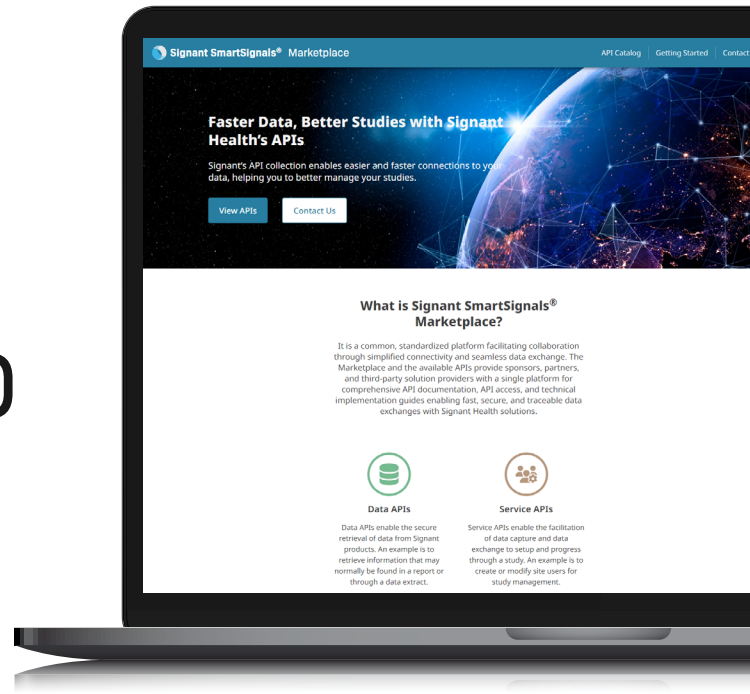 Signant SmartSignals® Marketplace
API Catalog
Getting Started
Contact
Faster Data, Better Studies with Signant
Health's APIs
Signant's API collection enables easier and faster connections to your
data, helping you to better manage your studies.
View APIs
Contact Us
What is Signant SmartSignals®
Marketplace?
It is a common, standardized platform facilitating collaboration
through simplified connectivity and seamless data exchange. The
Marketplace and the available APIs provide sponsors, partners,
and third-party solution providers with a single platform for
comprehensive API documentation, API access, and technical
implementation guides enabling fast, secure, and traceable data
exchanges with Signant Health solutions.
Data APIs
Data APIs enable the secure
retrieval of data from Signant
products. An example is to
retrieve information that may
normally be found in a report or
through a data extract.
Service APIs
Service APIs enable the facilitation
of data capture and data
exchange to setup and progress
through a study. An example is to
create or modify site users for
study management.